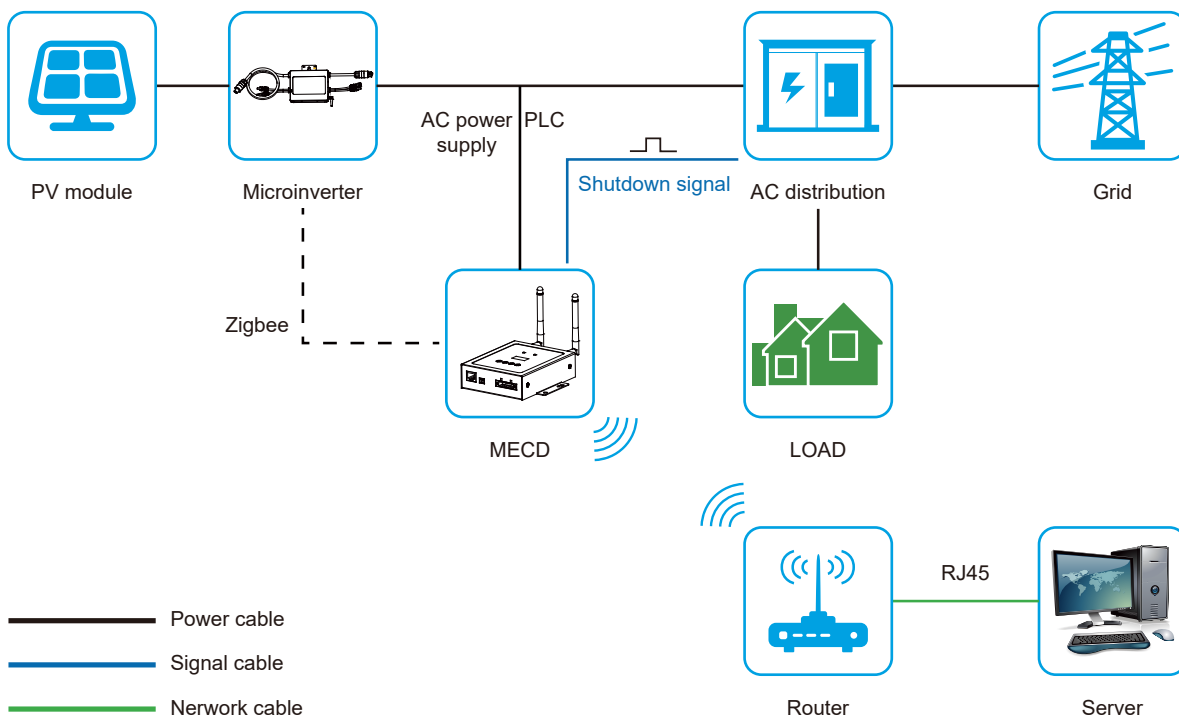 AC power
supply
PLC
Shutdown signal
PV module
Microinverter
AC distribution
Grid
Zigbee
MECD
LOAD
RJ45
Power cable
Signal cable
Nerwork cable
Router
Server